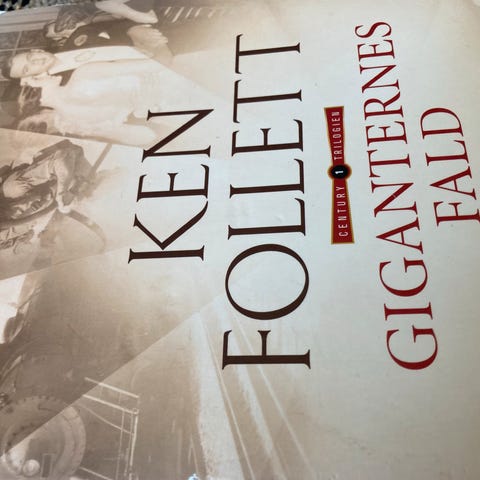 KEN
FOLLETT
CENTURY 1 TRILOGIEN
GIGANTERNES
FALD